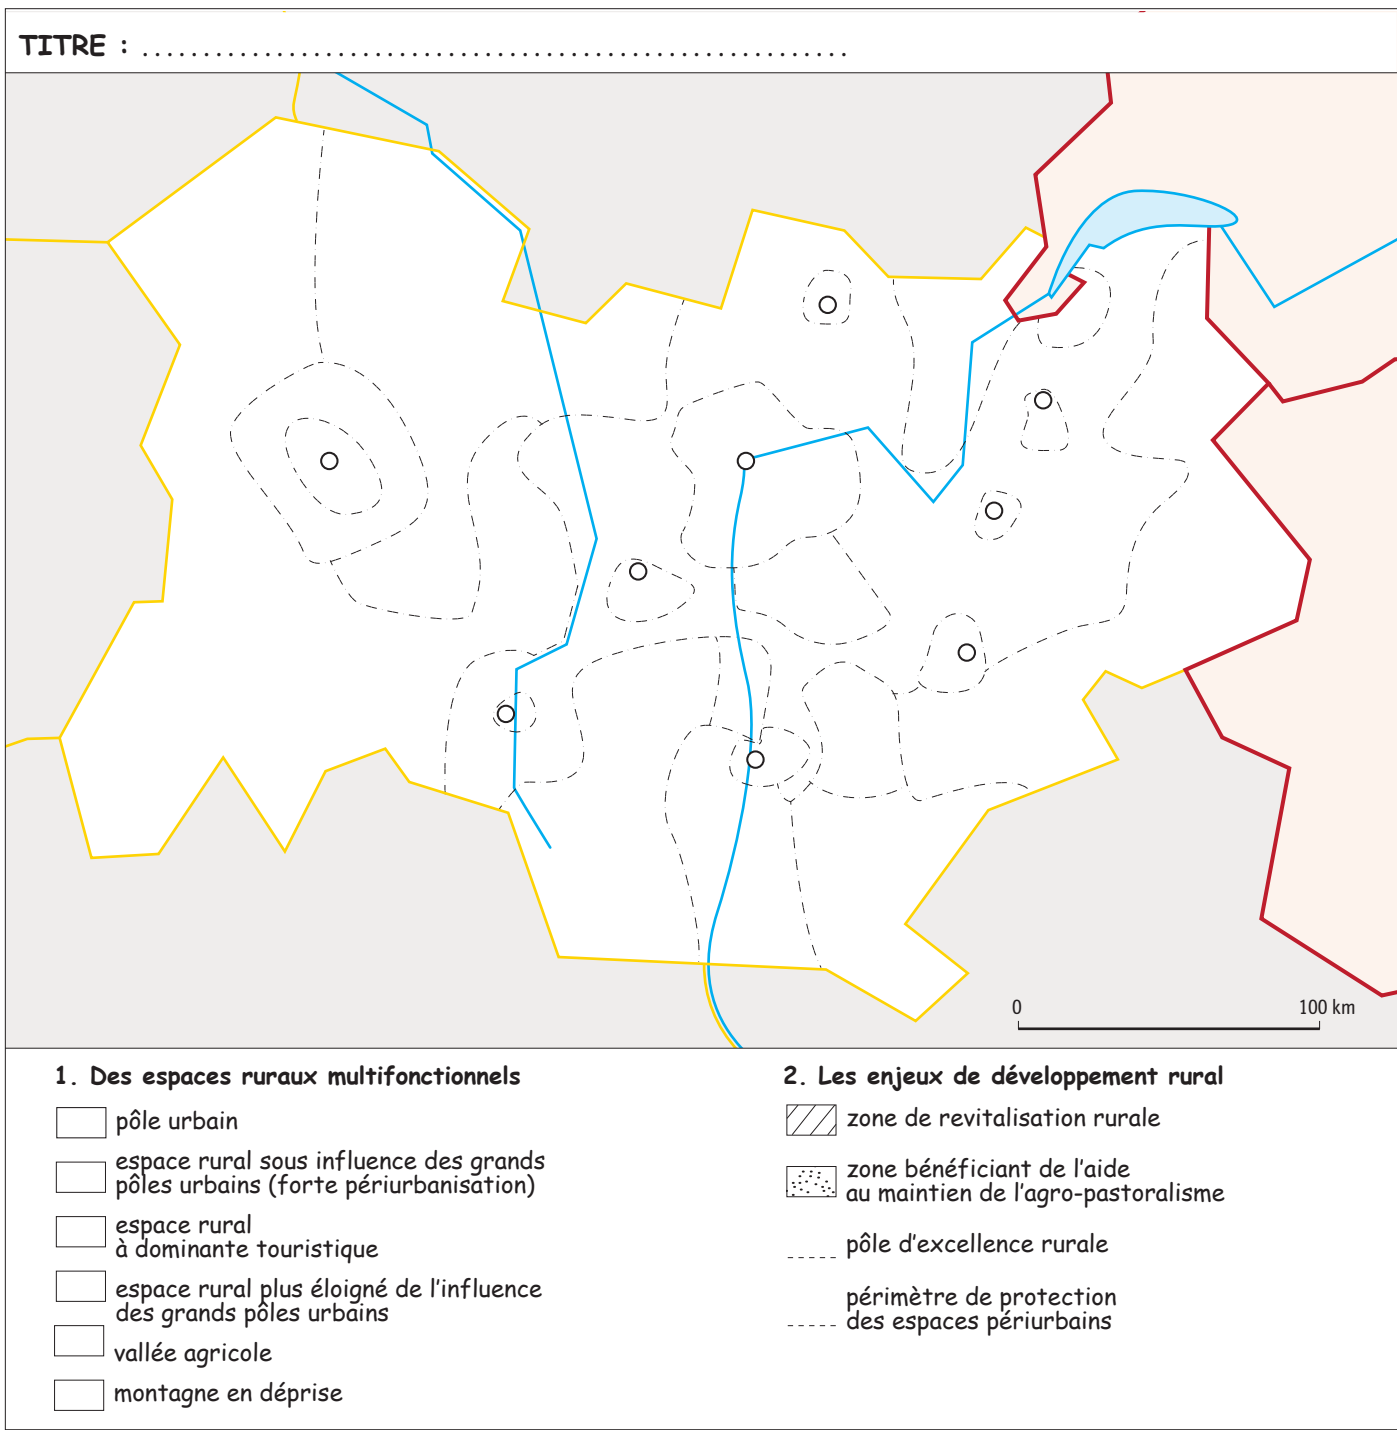 TITRE : ..........................................................
0 100 km
1. Des espaces ruraux multifonctionnels
pôle urbain
espace rural sous influence des grands
pôles urbains (forte périurbanisation)
espace rural
à dominante touristique
espace rural plus éloigné de l'influence
des grands pôles urbains
vallée agricole
montagne en déprise
2. Les enjeux de développement rural
zone de revitalisation rurale
zone bénéficiant de l'aide
au maintien de l'agro-pastoralisme
pôle d'excellence rurale
périmètre de protection
des espaces périurbains